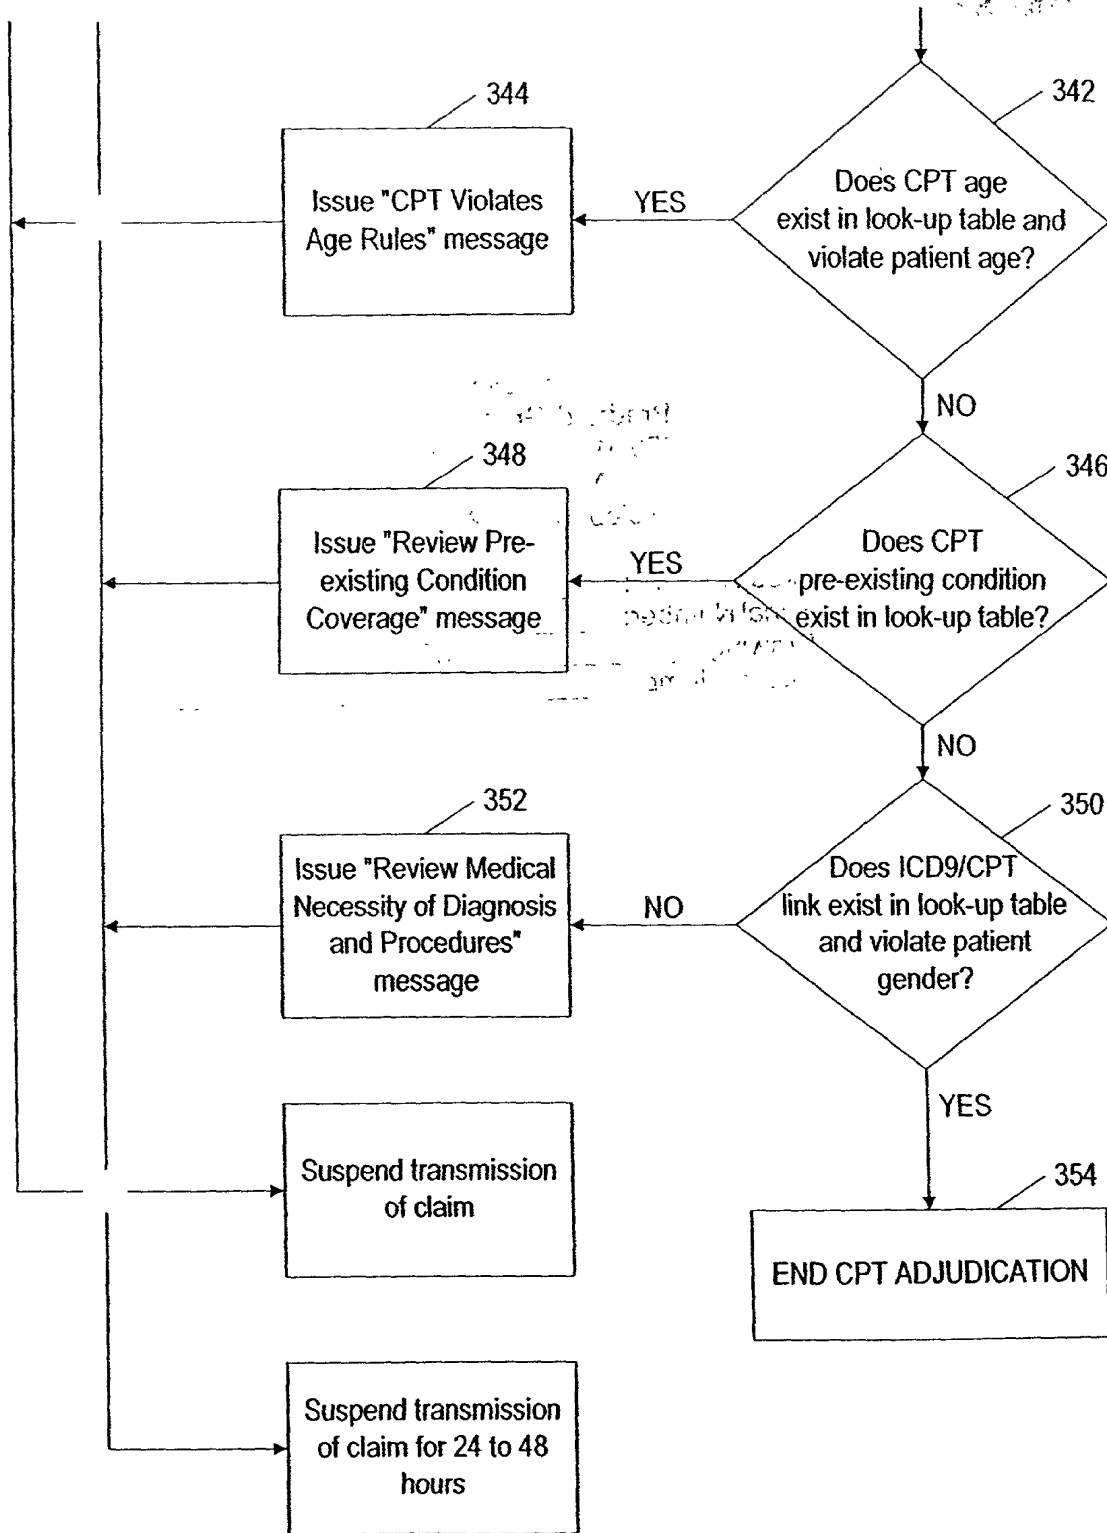 344
342
Issue "CPT Violates
Age Rules" message
YES
Does CPT age
exist in look-up table and
violate patient age?
NO
348
346
Issue "Review Pre-
existing Condition
Coverage" message
YES
Does CPT
pre-existing condition
exist in look-up table?
NO
352
350
Issue "Review Medical
Necessity of Diagnosis
and Procedures"
message
NO
Does ICD9/CPT
link exist in look-up table
and violate patient
gender?
YES
Suspend transmission
of claim
354
END CPT ADJUDICATION
Suspend transmission
of claim for 24 to 48
hours